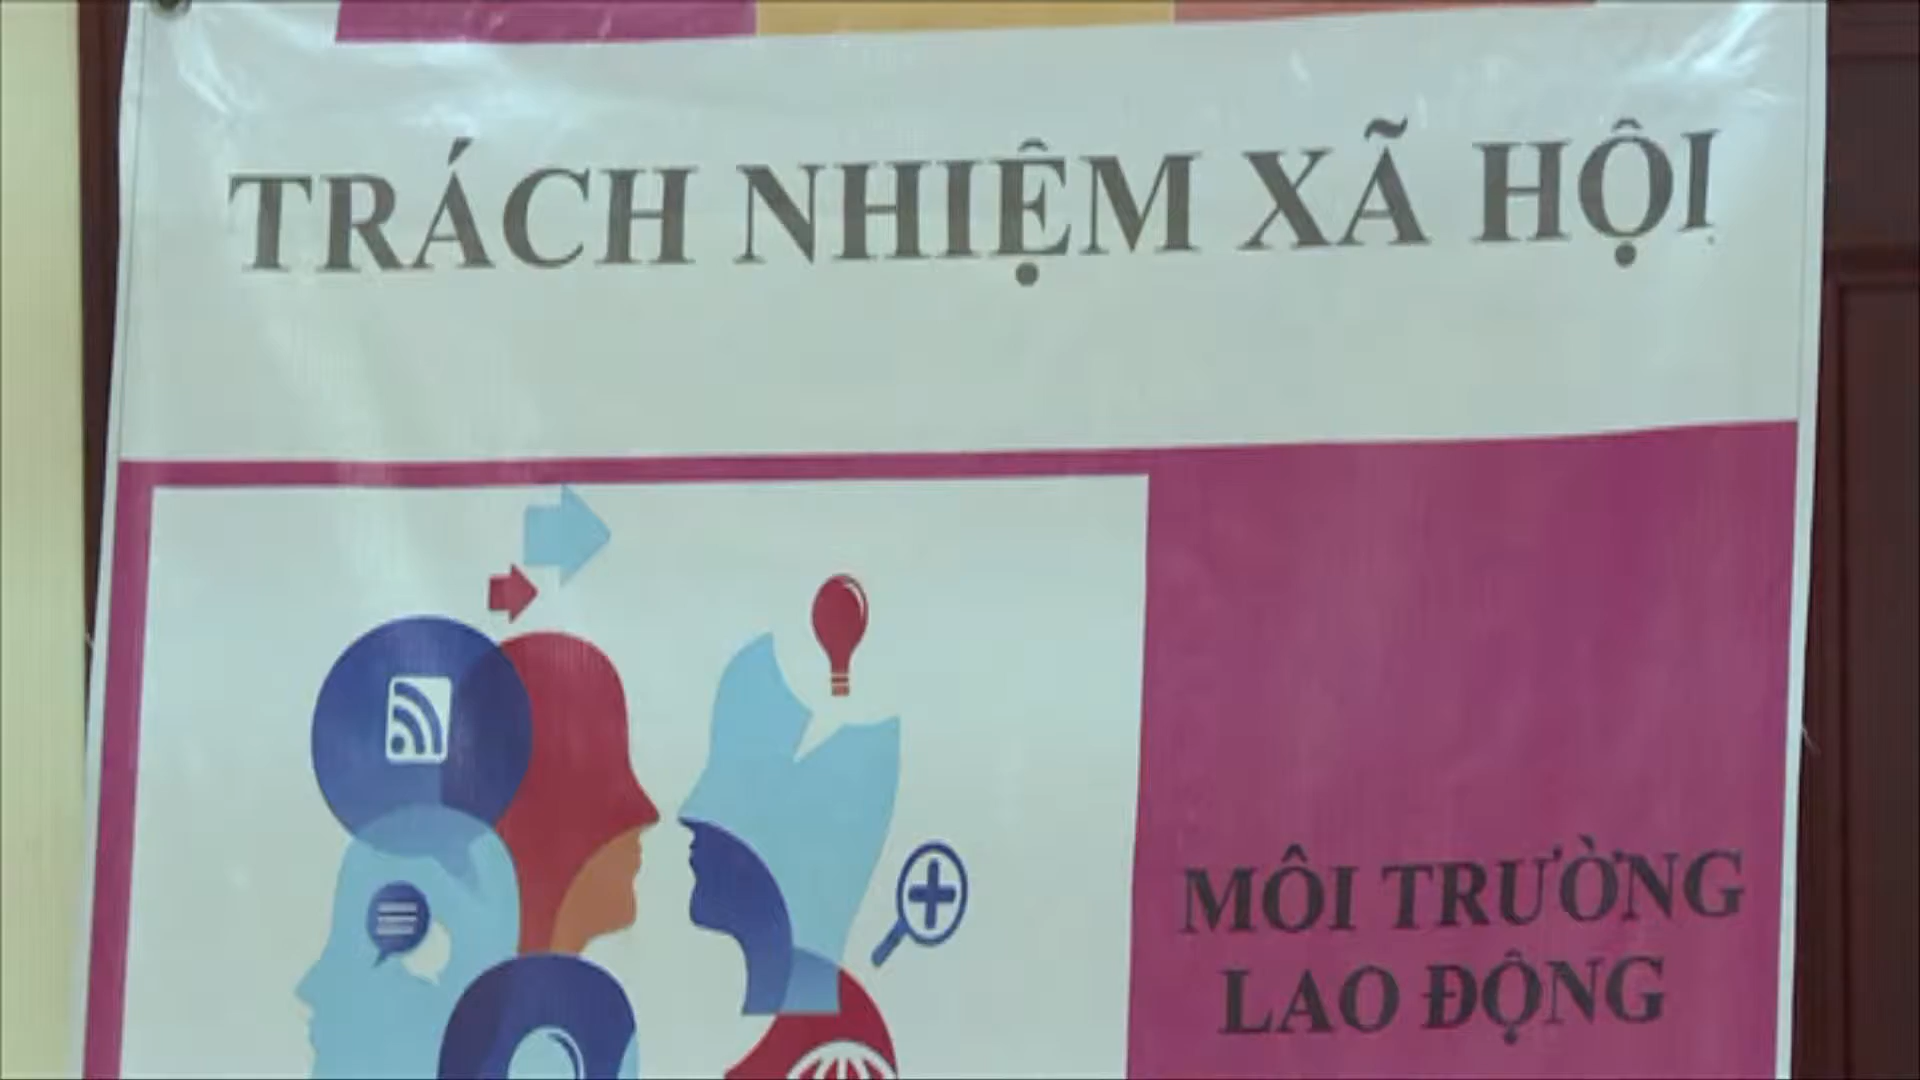 TRÁCH NHIỆM XÃ HỘI
MÔI TRƯỜNG
LAO ĐỘNG